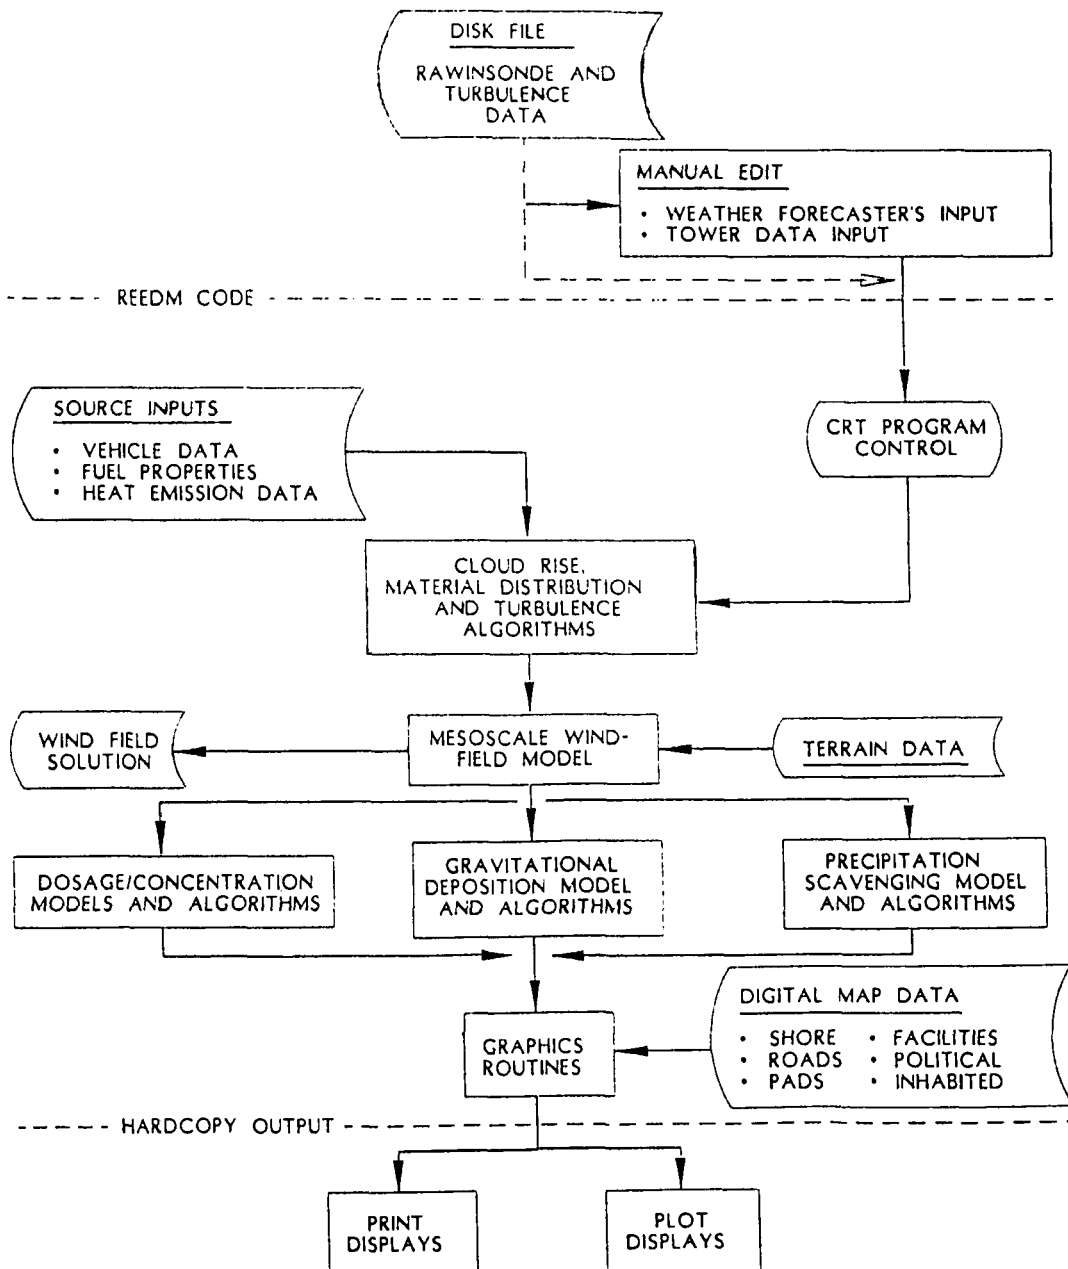 DISK FILE
RAWINSONDE AND
TURBULENCE
DATA
MANUAL EDIT
• WEATHER FORECASTER'S INPUT
• TOWER DATA INPUT
REEDM CODE
SOURCE INPUTS
• VEHICLE DATA
• FUEL PROPERTIES
• HEAT EMISSION DATA
CRT PROGRAM
CONTROL
CLOUD RISE,
MATERIAL DISTRIBUTION
AND TURBULENCE
ALGORITHMS
WIND FIELD
SOLUTION
MESOSCALE WIND-
FIELD MODEL
TERRAIN DATA
DOSAGE/CONCENTRATION
MODELS AND ALGORITHMS
GRAVITATIONAL
DEPOSITION MODEL
AND ALGORITHMS
PRECIPITATION
SCAVENGING MODEL
AND ALGORITHMS
DIGITAL MAP DATA
• SHORE • FACILITIES
• ROADS • POLITICAL
• PADS • INHABITED
GRAPHICS
ROUTINES
HARDCOPY OUTPUT
PRINT
DISPLAYS
PLOT
DISPLAYS